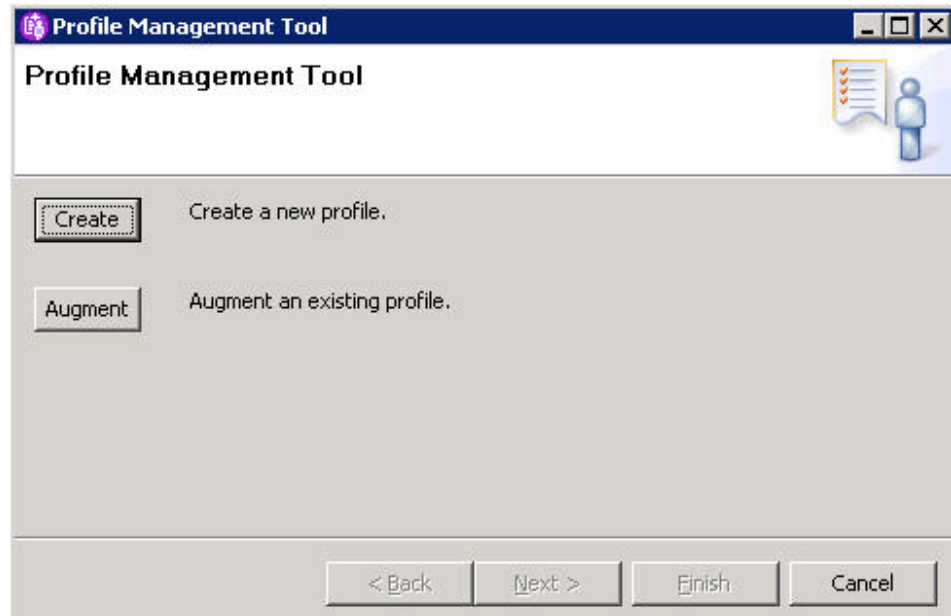 Profile Management Tool
Profile Management Tool
Create Create a new profile.
Augment Augment an existing profile.
< Back Next > Finish Cancel